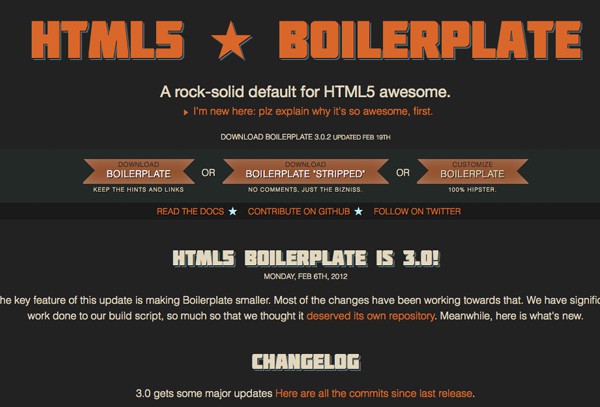 HTML5 ★ BOILERPLATE
A rock-solid default for HTML5 awesome.
▸ I'm new here: plz explain why it's so awesome, first.
DOWNLOAD BOILERPLATE 3.0.2 UPDATED FEB 19TH
DOWNLOAD BOILERPLATE
KEEP THE HINTS AND LINKS
OR
DOWNLOAD BOILERPLATE "STRIPPED"
NO COMMENTS, JUST THE BIZNISS.
OR
CUSTOMIZE BOILERPLATE
100% HIPSTER.
READ THE DOCS ★ CONTRIBUTE ON GITHUB ★ FOLLOW ON TWITTER
HTML5 BOILERPLATE IS 3.0!
MONDAY, FEB 6TH, 2012
he key feature of this update is making Boilerplate smaller. Most of the changes have been working towards that. We have signific
work done to our build script, so much so that we thought it deserved its own repository. Meanwhile, here is what's new.
CHANGELOG
3.0 gets some major updates Here are all the commits since last release.